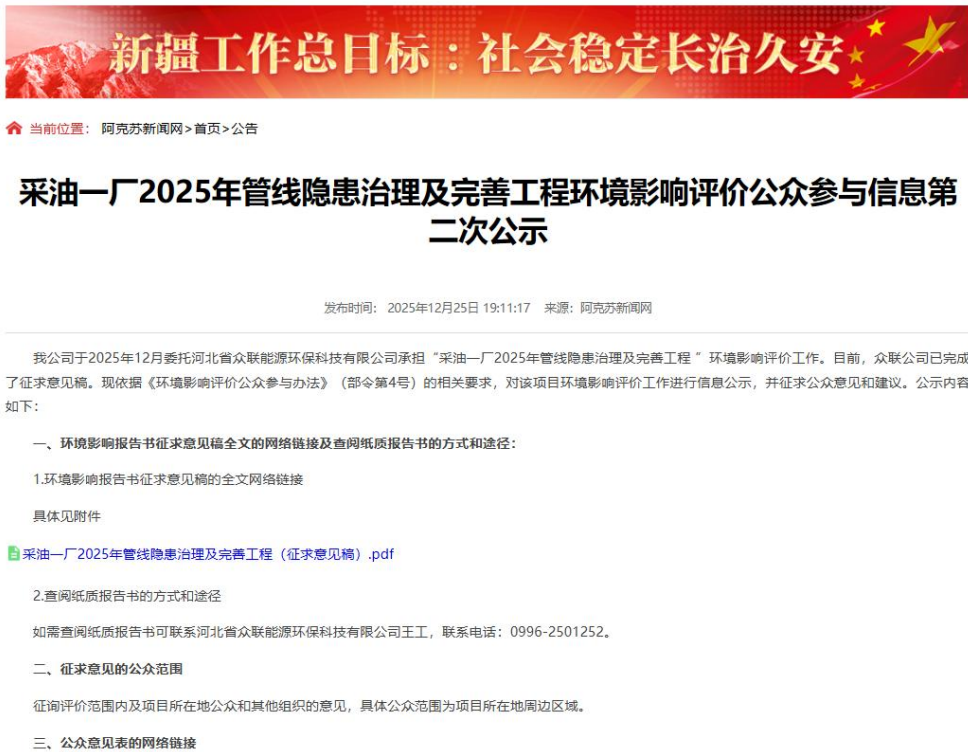 新疆工作总目标：社会稳定长治久安
当前位置： 阿克苏新闻网>首页>公告
采油一厂2025年管线隐患治理及完善工程环境影响评价公众参与信息第
二次公示
发布时间： 2025年12月25日 19:11:17 来源：阿克苏新闻网
我公司于2025年12月委托河北省众联能源环保科技有限公司承担“采油一厂2025年管线隐患治理及完善工程 ”环境影响评价工作。目前，众联公司已完成
了征求意见稿。现依据《环境影响评价公众参与办法》（部令第4号）的相关要求，对该项目环境影响评价工作进行信息公示，并征求公众意见和建议。公示内容
如下：
一、环境影响报告书征求意见稿全文的网络链接及查阅纸质报告书的方式和途径：
1.环境影响报告书征求意见稿的全文网络链接
具体见附件
采油一厂2025年管线隐患治理及完善工程（征求意见稿）.pdf
2.查阅纸质报告书的方式和途径
如需查阅纸质报告书可联系河北省众联能源环保科技有限公司王工，联系电话：0996-2501252。
二、征求意见的公众范围
征询评价范围内及项目所在地公众和其他组织的意见，具体公众范围为项目所在地周边区域。
三、公众意见表的网络链接